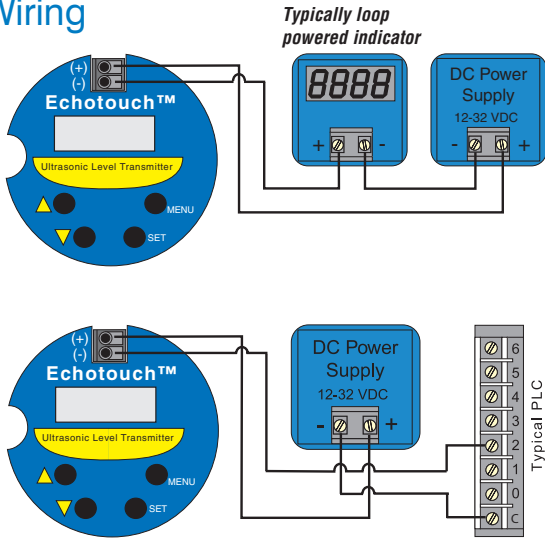 Wiring
Typically loop
powered indicator
(+)
(-)
Echotouch™
Ultrasonic Level Transmitter
MENU
SET
8888
+ -
DC Power
Supply
12-32 VDC
- +
(+)
(-)
Echotouch™
Ultrasonic Level Transmitter
MENU
SET
DC Power
Supply
12-32 VDC
- +
6
5
4
3
2
1
0
C
Typical PLC